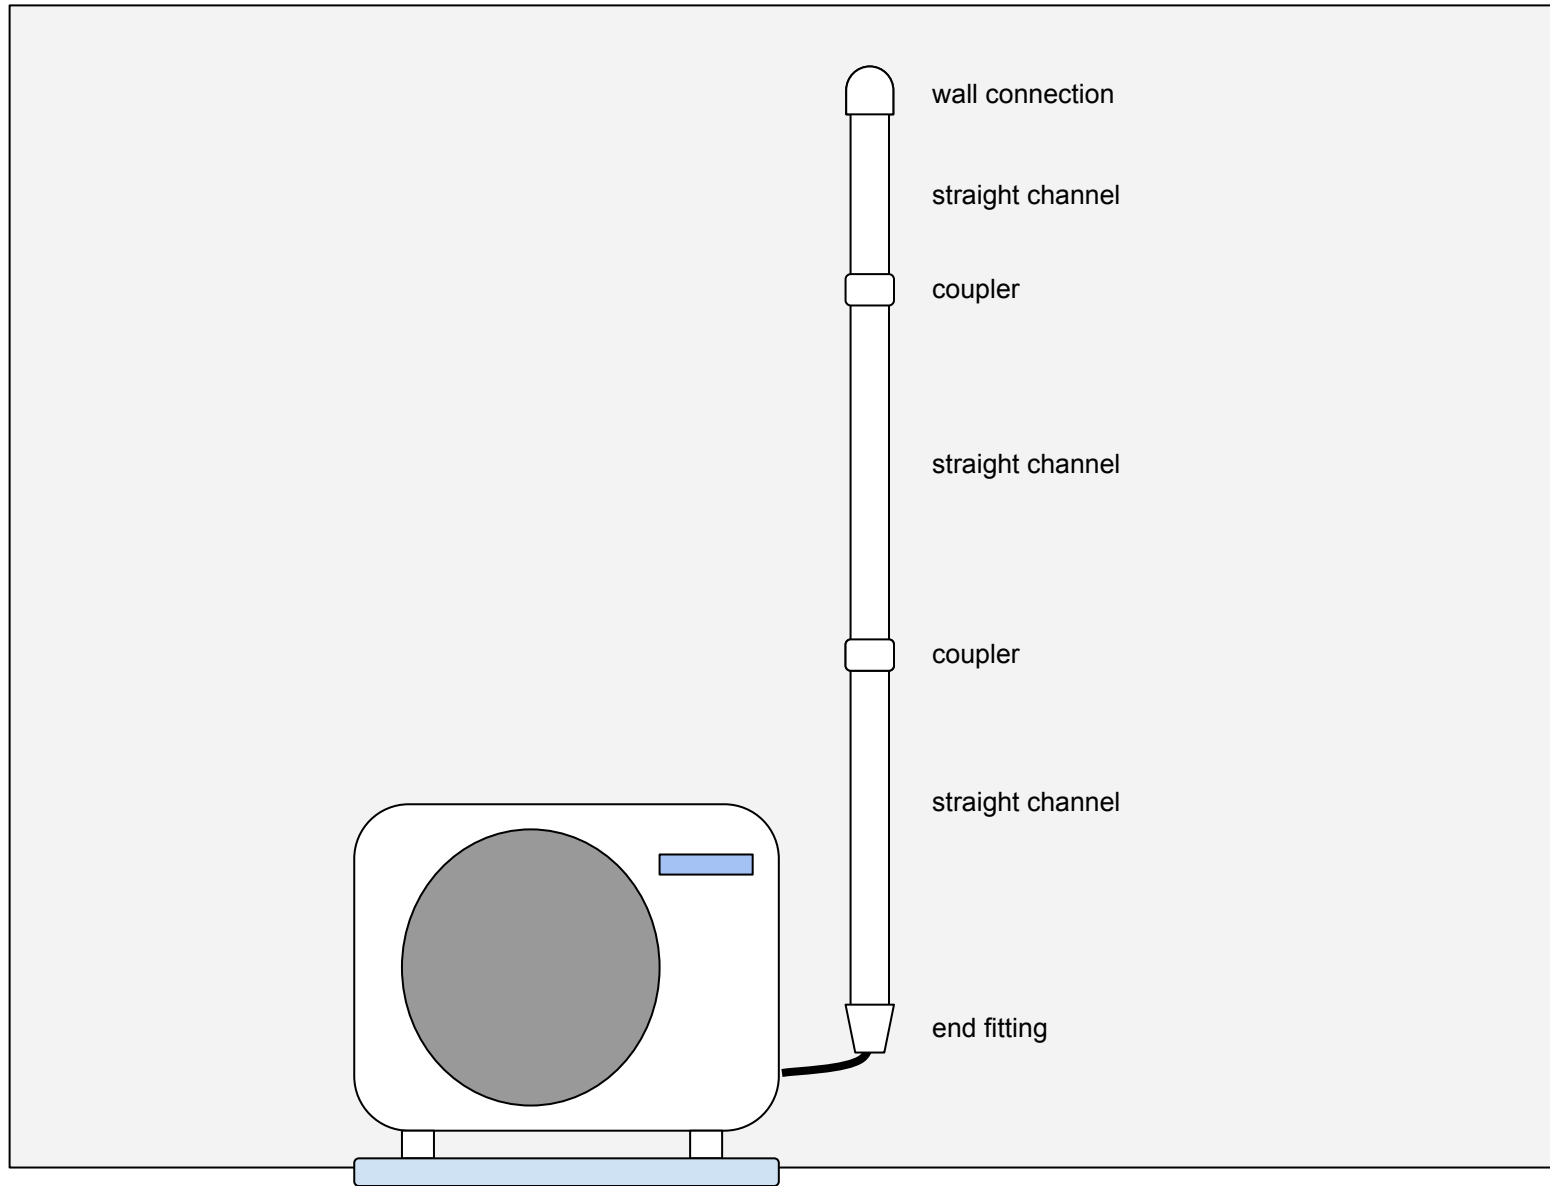 wall connection
straight channel
coupler
straight channel
coupler
straight channel
end fitting